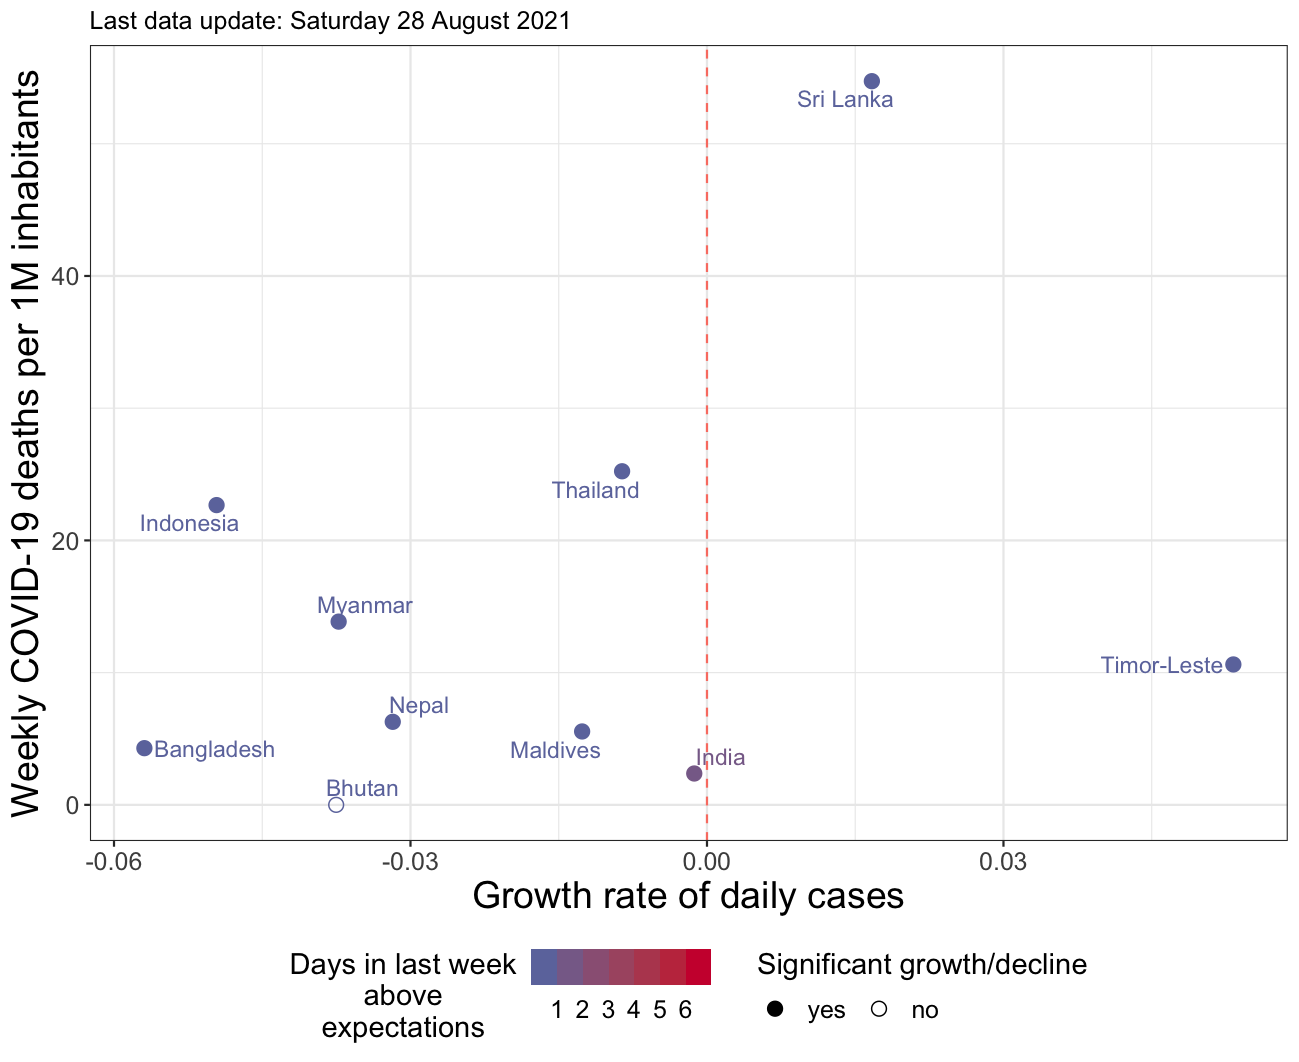 Last data update: Saturday 28 August 2021
Weekly COVID-19 deaths per 1M inhabitants
40
20
0
Sri Lanka
Thailand
Indonesia
Myanmar
Timor-Leste
Nepal
Bangladesh
Maldives
India
Bhutan
-0.06 -0.03 0.00 0.03
Growth rate of daily cases
Days in last week
above
expectations
1 2 3 4 5 6
Significant growth/decline
yes no